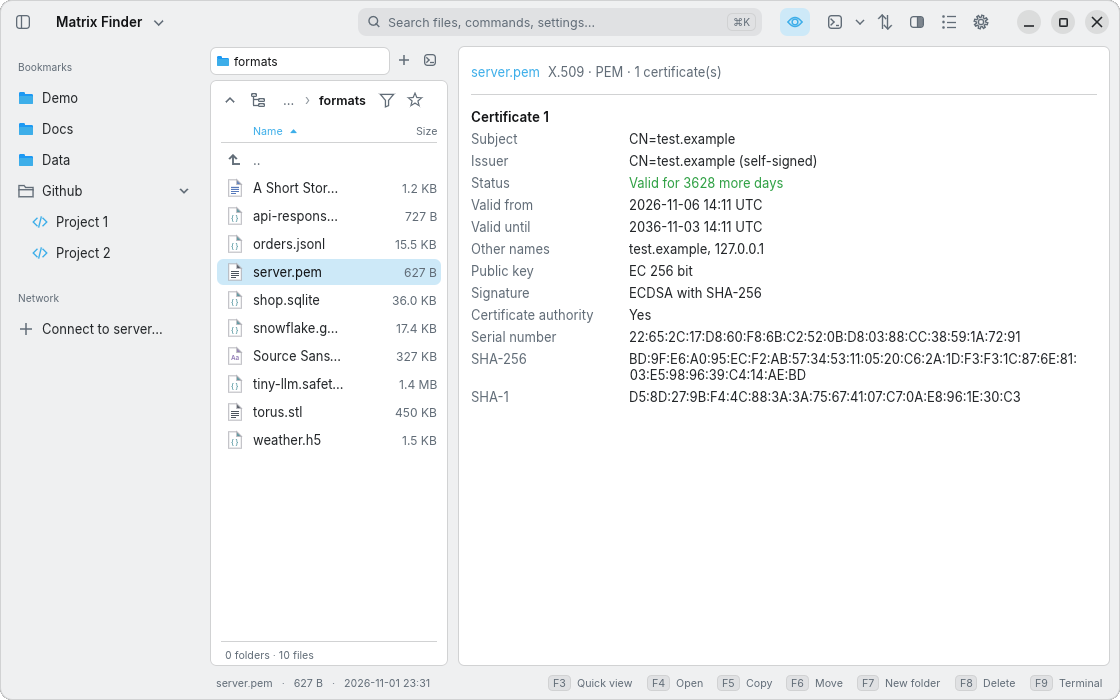 Matrix Finder
Search files, commands, settings...
⌘K
Bookmarks
Demo
Docs
Data
Github
Project 1
Project 2
Network
Connect to server...
formats
... › formats
Name Size
..
A Short Stor... 1.2 KB
api-respons... 727 B
orders.jsonl 15.5 KB
server.pem 627 B
shop.sqlite 36.0 KB
snowflake.g... 17.4 KB
Source Sans... 327 KB
tiny-llm.safet... 1.4 MB
torus.stl 450 KB
weather.h5 1.5 KB
0 folders · 10 files
server.pem X.509 · PEM · 1 certificate(s)
Certificate 1
Subject CN=test.example
Issuer CN=test.example (self-signed)
Status Valid for 3628 more days
Valid from 2026-11-06 14:11 UTC
Valid until 2036-11-03 14:11 UTC
Other names test.example, 127.0.0.1
Public key EC 256 bit
Signature ECDSA with SHA-256
Certificate authority Yes
Serial number 22:65:2C:17:D8:60:F8:6B:C2:52:0B:D8:03:88:CC:38:59:1A:72:91
SHA-256 BD:9F:E6:A0:95:EC:F2:AB:57:34:53:11:05:20:C6:2A:1D:F3:F3:1C:87:6E:81:
03:E5:98:96:39:C4:14:AE:BD
SHA-1 D5:8D:27:9B:F4:4C:88:3A:3A:75:67:41:07:C7:0A:E8:96:1E:30:C3
server.pem · 627 B · 2026-11-01 23:31
F3 Quick view F4 Open F5 Copy F6 Move F7 New folder F8 Delete F9 Terminal